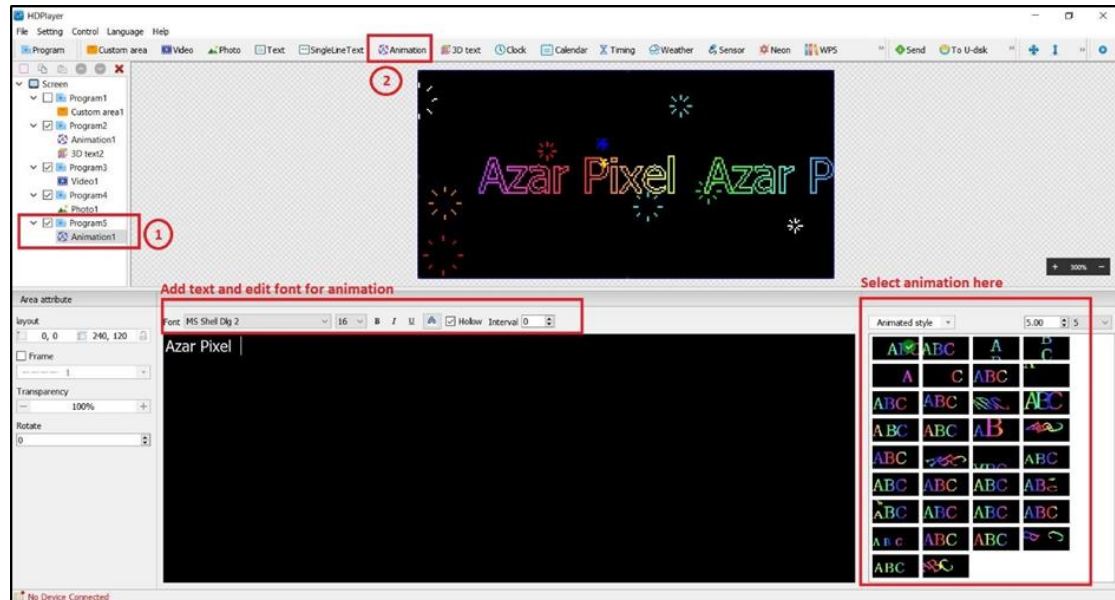 HDPlayer
File Setting Control Language Help
Program Custom area Video Photo Text SingleLineText Animation 3D text Clock Calendar Timing Weather Sensor Neon WPS » Send To U-disk » »
2
Screen
Program1
Custom area1
Program2
Animation1
3D text2
Program3
Video1
Program4
Photo1
Program5
Animation1
1
Azar Pixel Azar P
+ 300% −
Area attribute
Add text and edit font for animation
Select animation here
layout
0, 0 240, 120
Frame
1
Transparency
− 100% +
Rotate
0
Font MS Shell Dlg 2 16 B I U A Hollow Interval 0
Azar Pixel
Animated style 5.00 S
ABC ABC A B B C
A C ABC
ABC ABC ABC
ABC ABC AB
ABC ABC ABC
ABC ABC ABC ABC
ABC ABC ABC ABC
ABC ABC ABC
ABC
No Device Connected